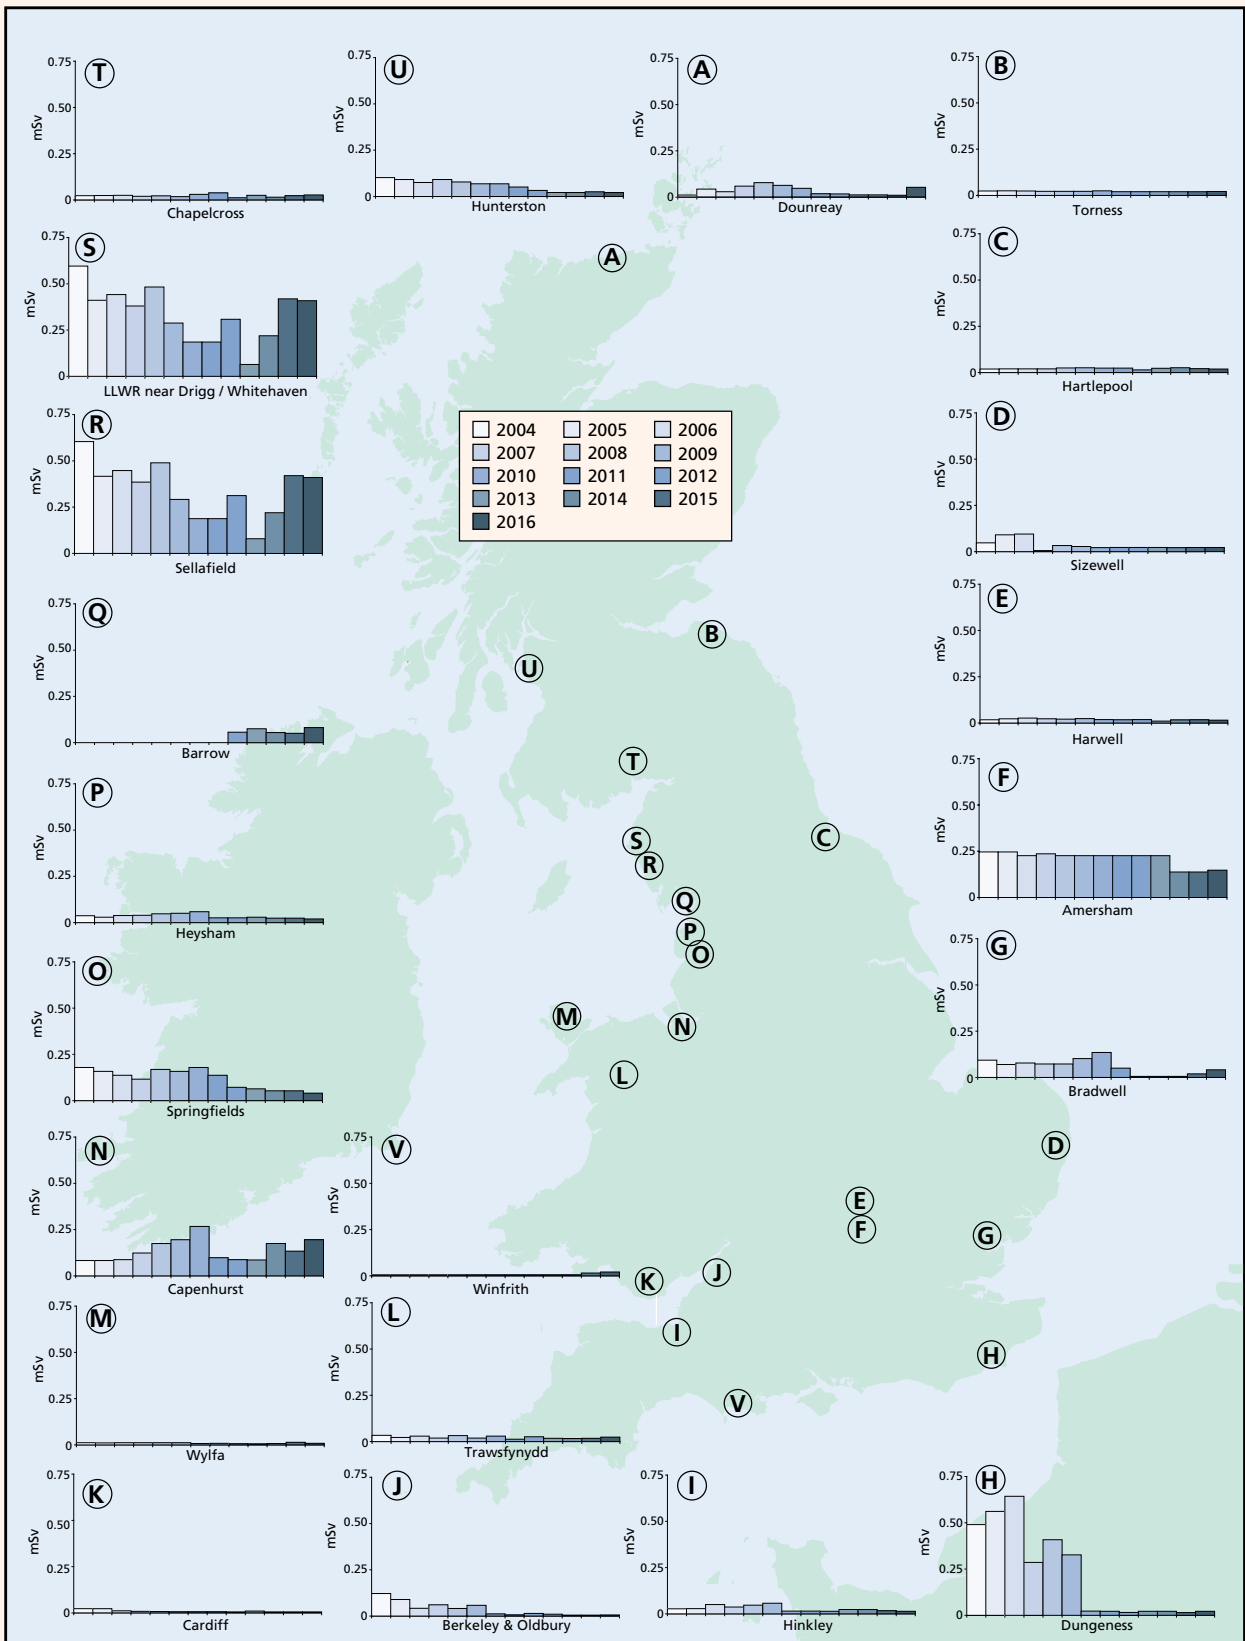 T
0.75
0.50
0.25
0
mSv
Chapelcross
U
0.75
0.50
0.25
0
mSv
Hunterston
A
0.75
0.50
0.25
0
mSv
Dounreay
B
0.75
0.50
0.25
0
mSv
Torness
S
0.75
0.50
0.25
0
mSv
LLWR near Drigg / Whitehaven
C
0.75
0.50
0.25
0
mSv
Hartlepool
R
0.75
0.50
0.25
0
mSv
Sellafield
2004 2005 2006
2007 2008 2009
2010 2011 2012
2013 2014 2015
2016
D
0.75
0.50
0.25
0
mSv
Sizewell
Q
0.75
0.50
0.25
0
mSv
Barrow
E
0.75
0.50
0.25
0
mSv
Harwell
P
0.75
0.50
0.25
0
mSv
Heysham
F
0.75
0.50
0.25
0
mSv
Amersham
O
0.75
0.50
0.25
0
mSv
Springfields
G
0.75
0.50
0.25
0
mSv
Bradwell
N
0.75
0.50
0.25
0
mSv
Capenhurst
V
0.75
0.50
0.25
0
mSv
Winfrith
M
0.75
0.50
0.25
0
mSv
Wylfa
L
0.75
0.50
0.25
0
mSv
Trawsfynydd
K
0.75
0.50
0.25
0
mSv
Cardiff
J
0.75
0.50
0.25
0
mSv
Berkeley & Oldbury
I
0.75
0.50
0.25
0
mSv
Hinkley
H
0.75
0.50
0.25
0
mSv
Dungeness
A
B
U
T
S
C
R
Q
P
O
M
N
L
D
E
F
G
J
K
I
H
V